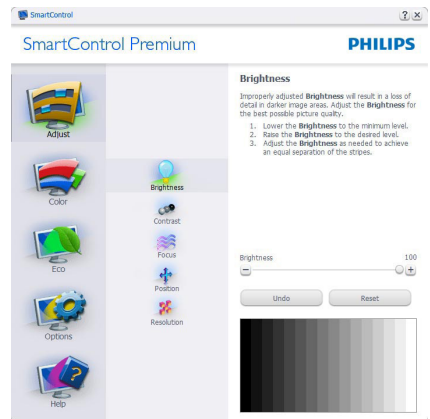 SmartControl
SmartControl Premium
PHILIPS
Adjust
Color
Eco
Options
Help
Brightness
Contrast
Focus
Position
Resolution
Brightness
Improperly adjusted Brightness will result in a loss of
detail in darker image areas. Adjust the Brightness for
the best possible picture quality.
1. Lower the Brightness to the minimum level.
2. Raise the Brightness to the desired level.
3. Adjust the Brightness as needed to achieve
an equal separation of the stripes.
Brightness 100
Undo Reset